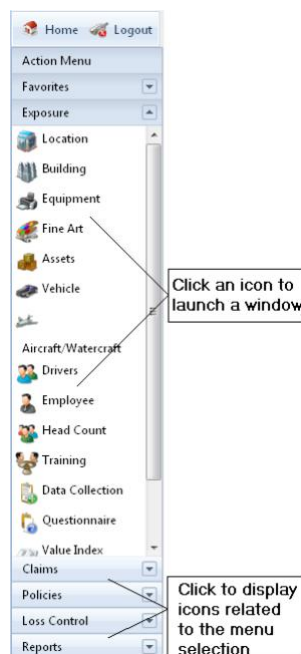 Home Logout
Action Menu
Favorites
Exposure
Location
Building
Equipment
Fine Art
Assets
Vehicle
Aircraft/Watercraft
Drivers
Employee
Head Count
Training
Data Collection
Questionnaire
Value Index
Claims
Policies
Loss Control
Reports
Click an icon to
launch a window
Click to display
icons related
to the menu
selection